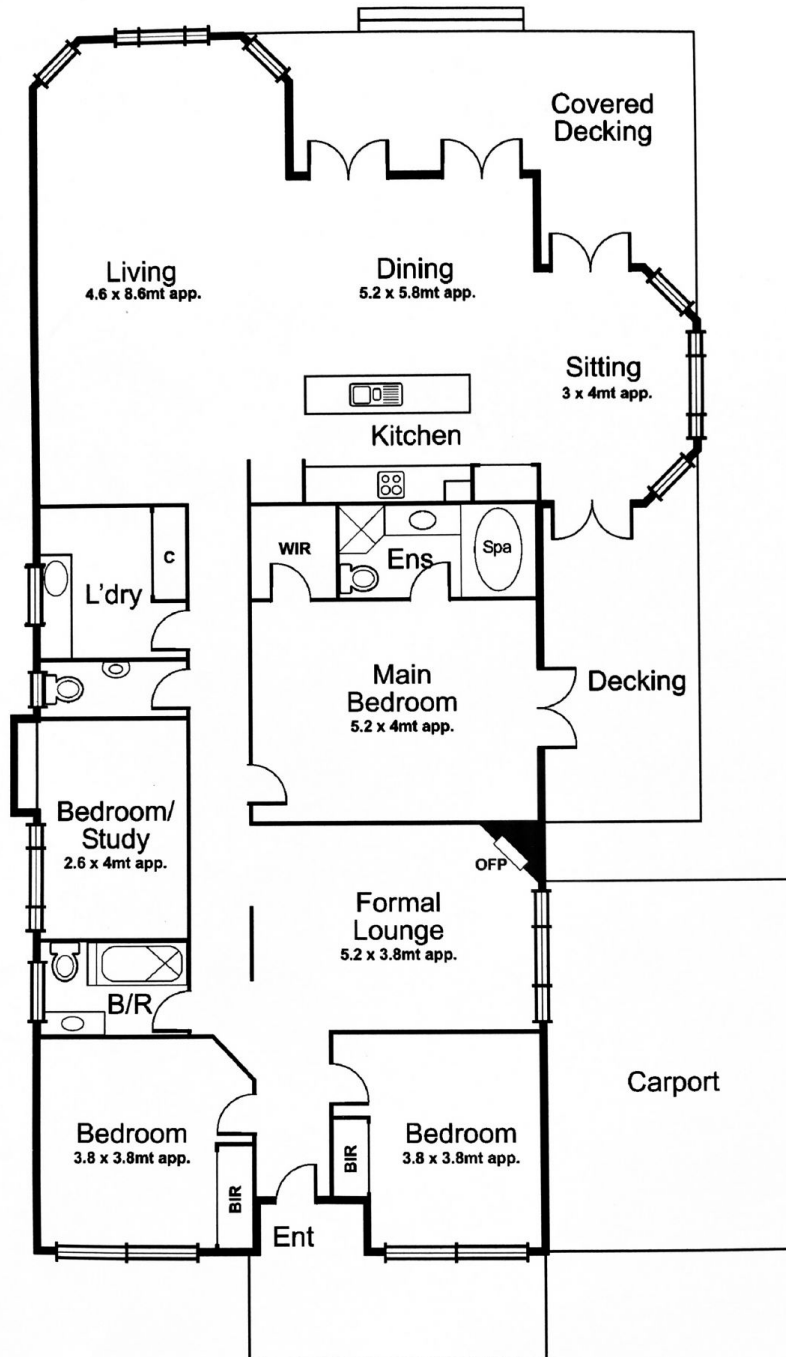 Covered
Decking
Living
4.6 x 8.6mt app.
Dining
5.2 x 5.8mt app.
Sitting
3 x 4mt app.
Kitchen
WIR
Ens
Spa
C
L'dry
Main
Bedroom
5.2 x 4mt app.
Decking
Bedroom/
Study
2.6 x 4mt app.
OFP
Formal
Lounge
5.2 x 3.8mt app.
B/R
Carport
Bedroom
3.8 x 3.8mt app.
BIR
Bedroom
3.8 x 3.8mt app.
BIR
Ent